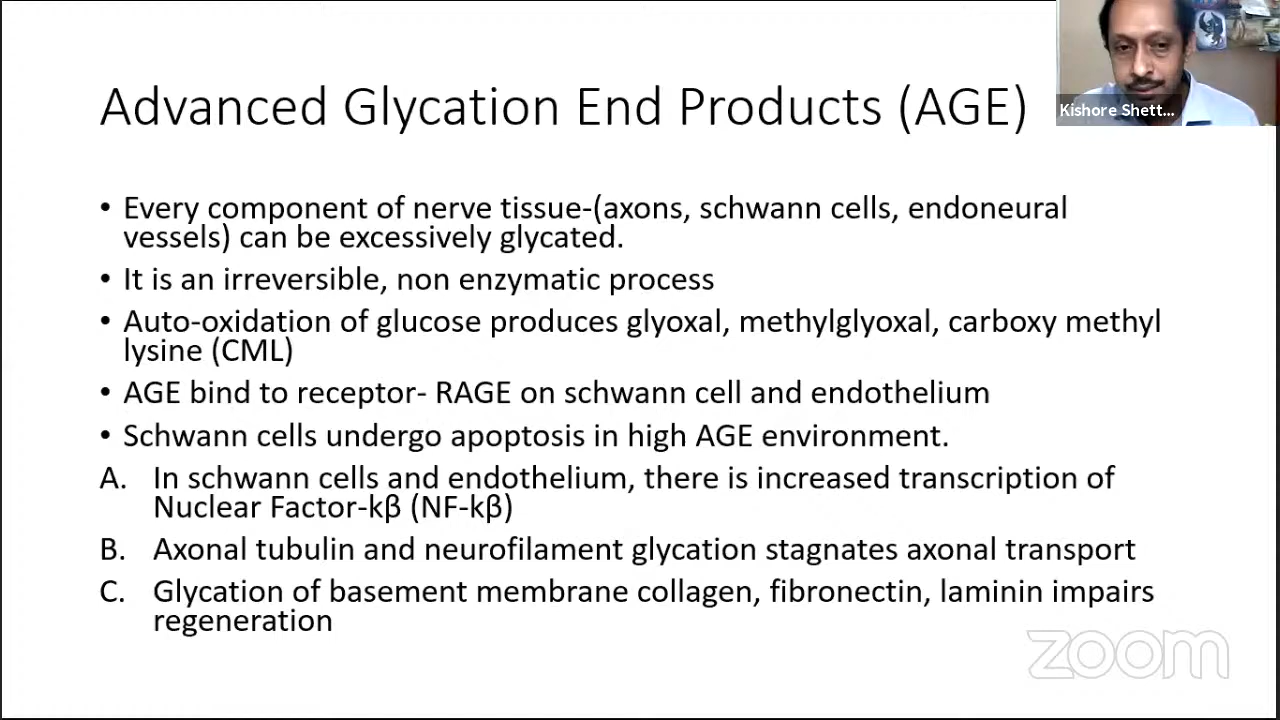 Advanced Glycation End Products (AGE)
Kishore Shett...
• Every component of nerve tissue-(axons, schwann cells, endoneural
vessels) can be excessively glycated.
• It is an irreversible, non enzymatic process
• Auto-oxidation of glucose produces glyoxal, methylglyoxal, carboxy methyl
lysine (CML)
• AGE bind to receptor- RAGE on schwann cell and endothelium
• Schwann cells undergo apoptosis in high AGE environment.
A. In schwann cells and endothelium, there is increased transcription of
Nuclear Factor-kβ (NF-kβ)
B. Axonal tubulin and neurofilament glycation stagnates axonal transport
C. Glycation of basement membrane collagen, fibronectin, laminin impairs
regeneration
zoom